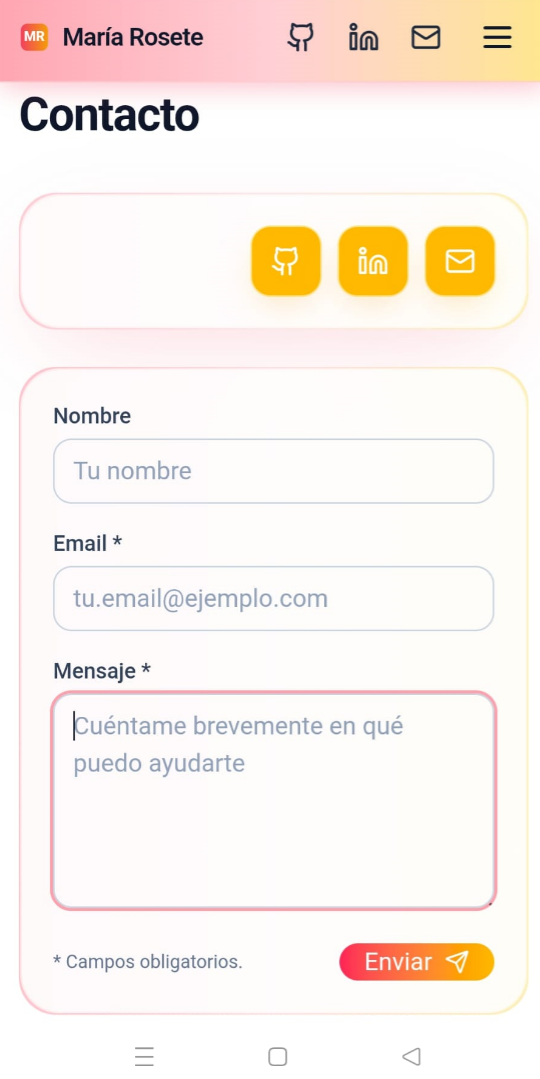 MR María Rosete
Contacto
Nombre
Tu nombre
Email *
tu.email@ejemplo.com
Mensaje *
Cuéntame brevemente en qué
puedo ayudarte
* Campos obligatorios.
Enviar